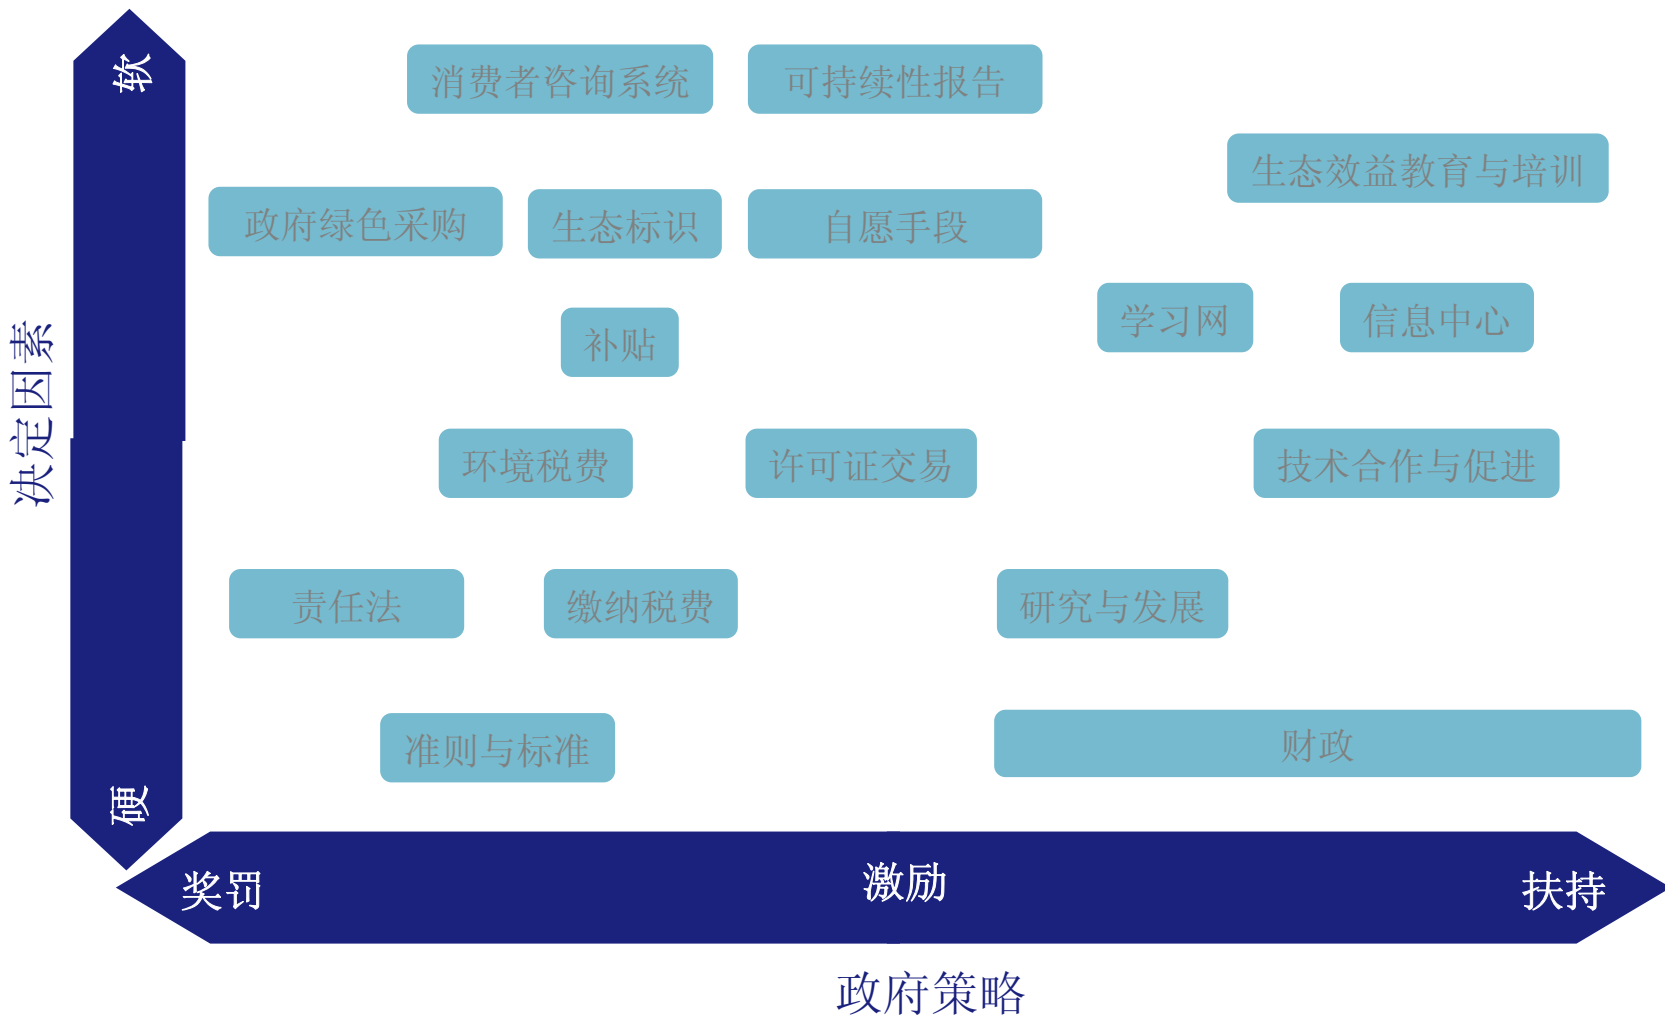 软
消费者咨询系统
可持续性报告
生态效益教育与培训
政府绿色采购
生态标识
自愿手段
学习网
信息中心
补贴
决定因素
环境税费
许可证交易
技术合作与促进
责任法
缴纳税费
研究与发展
准则与标准
财政
硬
奖罚
激励
扶持
政府策略